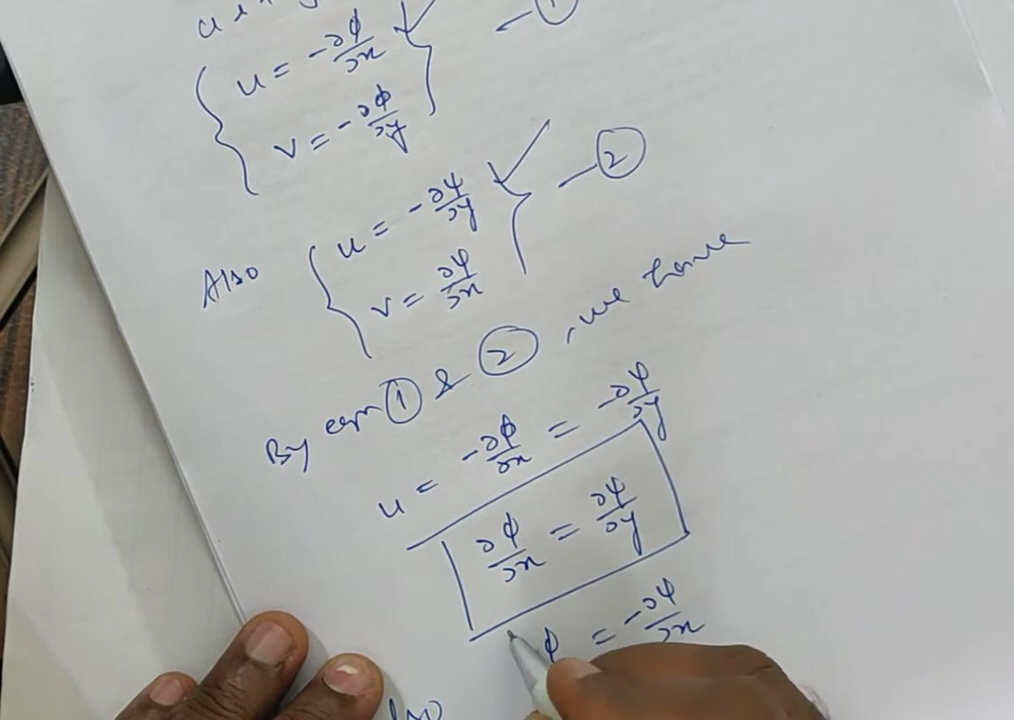 u = -∂φ/∂x
v = -∂φ/∂y
— 1
Also u = -∂ψ/∂y
v = ∂ψ/∂x
— 2
By eqn 1 & 2, we have
u = -∂φ/∂x = -∂ψ/∂y
∂φ/∂x = ∂ψ/∂y
φ = -∂ψ/∂x